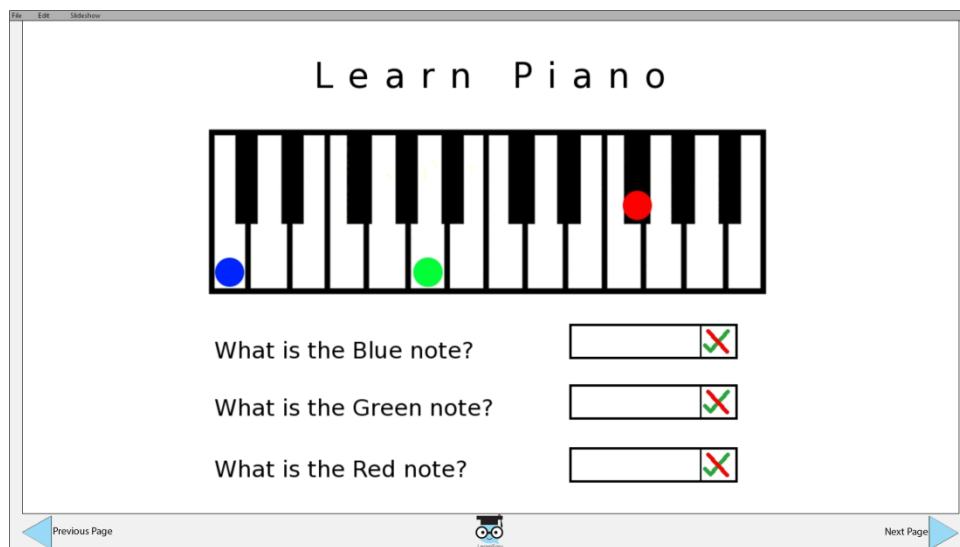 File Edit Slideshow
Learn Piano
What is the Blue note?
What is the Green note?
What is the Red note?
Previous Page
Next Page